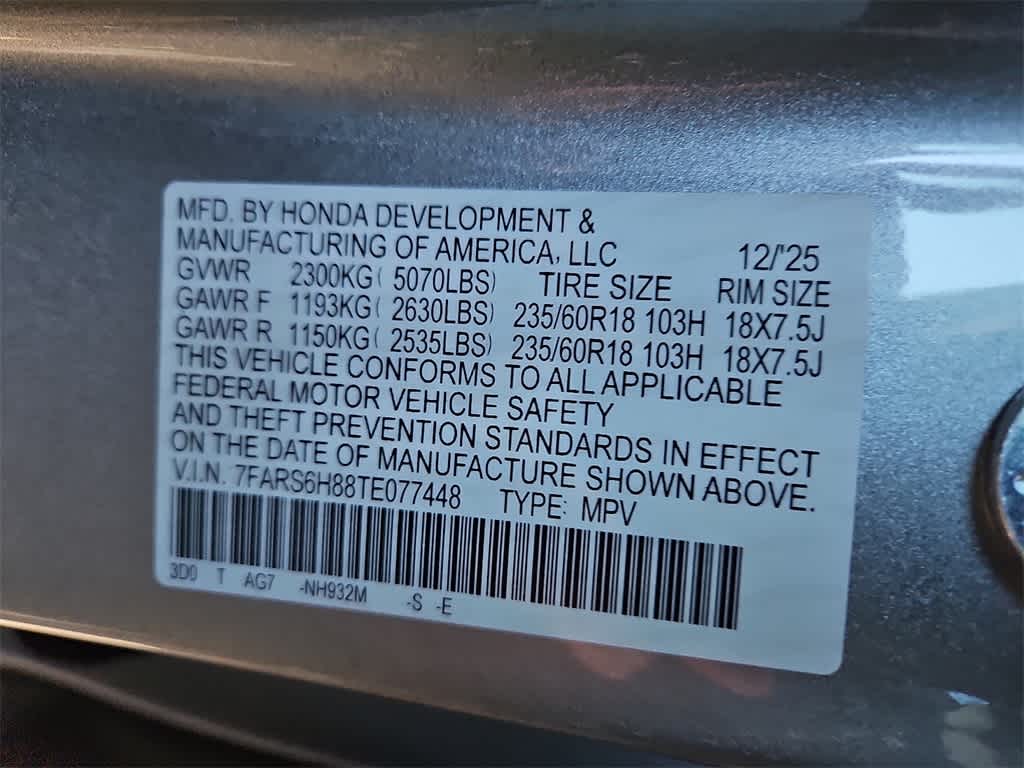 MFD. BY HONDA DEVELOPMENT &
MANUFACTURING OF AMERICA, LLC 12/'25
GVWR 2300KG( 5070LBS) TIRE SIZE RIM SIZE
GAWR F 1193KG( 2630LBS) 235/60R18 103H 18X7.5J
GAWR R 1150KG( 2535LBS) 235/60R18 103H 18X7.5J
THIS VEHICLE CONFORMS TO ALL APPLICABLE
FEDERAL MOTOR VEHICLE SAFETY
AND THEFT PREVENTION STANDARDS IN EFFECT
ON THE DATE OF MANUFACTURE SHOWN ABOVE.
V.I.N. 7FARS6H88TE077448 TYPE: MPV
3D0 T AG7 -NH932M -S -E